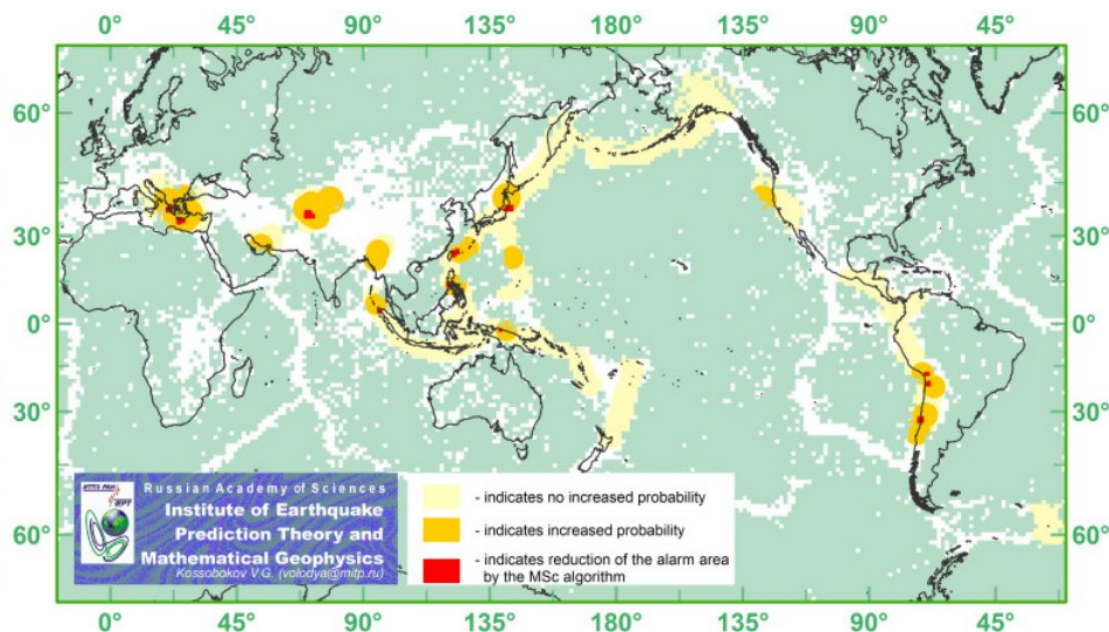 0° 45° 90° 135° 180° 135° 90° 45°
60° 60°
30° 30°
0° 0°
30° 30°
60° 60°
Russian Academy of Sciences
Institute of Earthquake
Prediction Theory and
Mathematical Geophysics
Kossobokov V.G. (volodya@mitp.ru)
- indicates no increased probability
- indicates increased probability
- indicates reduction of the alarm area
by the MSc algorithm
0° 45° 90° 135° 180° 135° 90° 45°